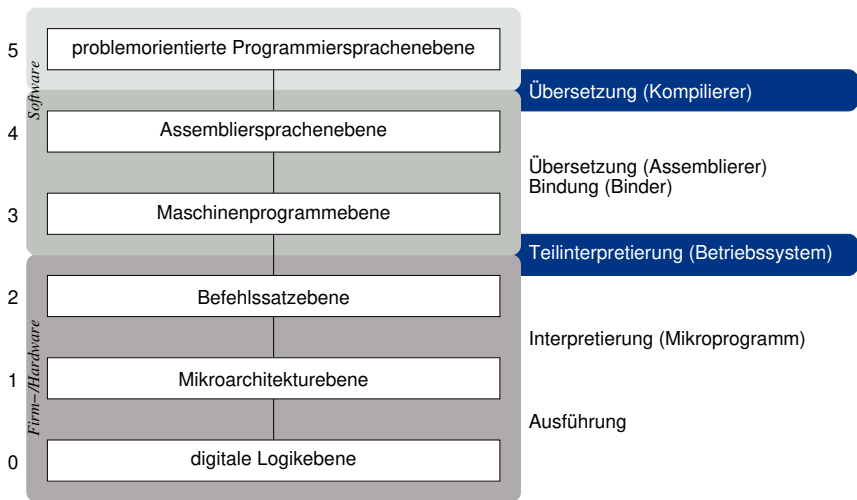 5
problemorientierte Programmiersprachenebene
Software
Übersetzung (Kompilierer)
4
Assembliersprachenebene
Übersetzung (Assemblierer)
Bindung (Binder)
3
Maschinenprogrammebene
Teilinterpretierung (Betriebssystem)
2
Befehlssatzebene
Firm-/Hardware
Interpretierung (Mikroprogramm)
1
Mikroarchitekturebene
Ausführung
0
digitale Logikebene